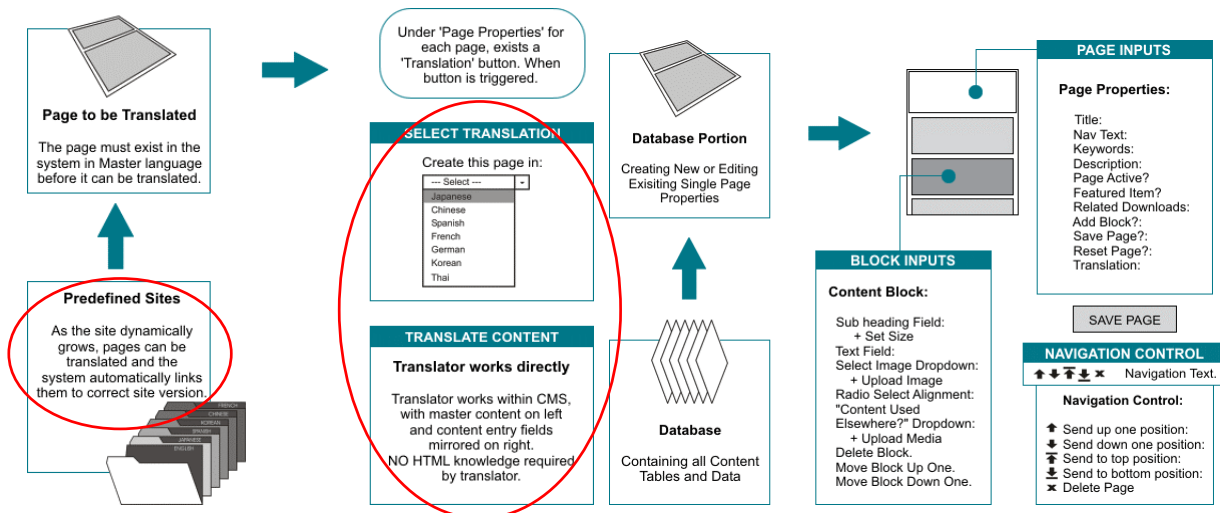 Page to be Translated
The page must exist in the
system in Master language
before it can be translated.
Predefined Sites
As the site dynamically
grows, pages can be
translated and the
system automatically links
them to correct site version.
FRENCH
CHINESE
KOREAN
SPANISH
JAPANESE
ENGLISH
Under 'Page Properties' for
each page, exists a
'Translation' button. When
button is triggered.
SELECT TRANSLATION
Create this page in:
--- Select ---
Japanese
Chinese
Spanish
French
German
Korean
Thai
TRANSLATE CONTENT
Translator works directly
Translator works within CMS,
with master content on left
and content entry fields
mirrored on right.
NO HTML knowledge required
by translator.
Database Portion
Creating New or Editing
Exisiting Single Page
Properties
Database
Containing all Content
Tables and Data
BLOCK INPUTS
Content Block:
Sub heading Field:
+ Set Size
Text Field:
Select Image Dropdown:
+ Upload Image
Radio Select Alignment:
"Content Used
Elsewhere?" Dropdown:
+ Upload Media
Delete Block.
Move Block Up One.
Move Block Down One.
PAGE INPUTS
Page Properties:
Title:
Nav Text:
Keywords:
Description:
Page Active?
Featured Item?
Related Downloads:
Add Block?:
Save Page?:
Reset Page?:
Translation:
SAVE PAGE
NAVIGATION CONTROL
Navigation Text.
Navigation Control:
Send up one position:
Send down one position:
Send to top position:
Send to bottom position:
Delete Page